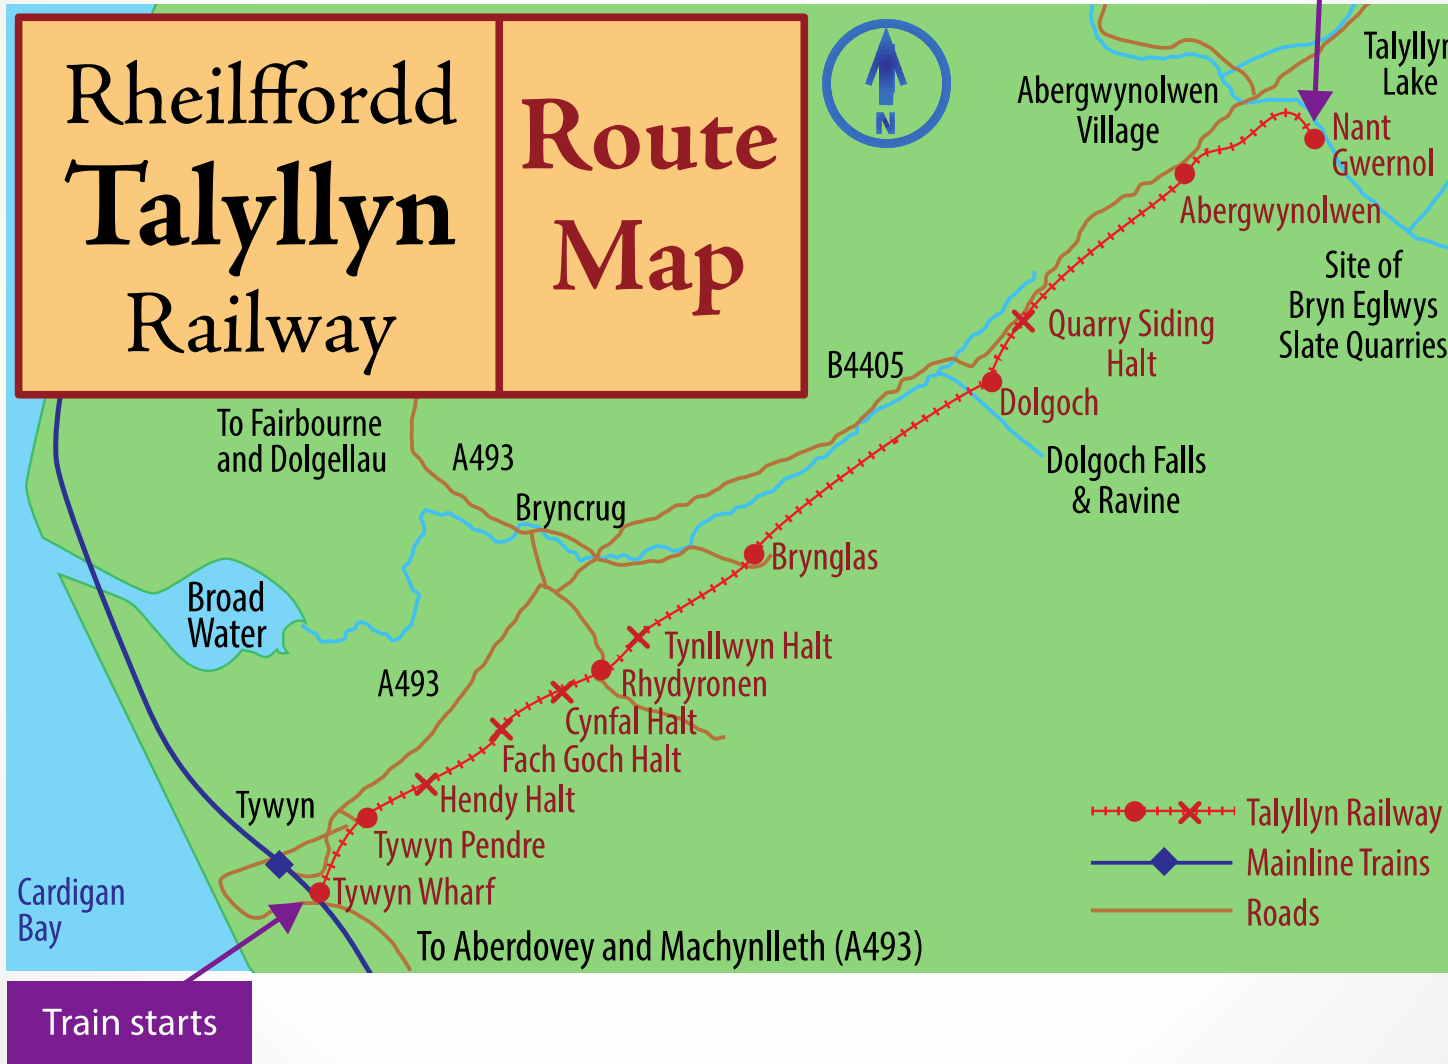 Rheilffordd
Talyllyn
Railway
Route
Map
N
Abergwynolwen
Village
Talyllyn
Lake
Nant
Gwernol
Abergwynolwen
Site of
Bryn Eglwys
Slate Quarries
Quarry Siding
Halt
B4405
Dolgoch
Dolgoch Falls
& Ravine
To Fairbourne
and Dolgellau
A493
Bryncrug
Brynglas
Broad
Water
Tynllwyn Halt
A493
Rhydyronen
Cynfal Halt
Fach Goch Halt
Hendy Halt
Tywyn
Tywyn Pendre
Tywyn Wharf
Cardigan
Bay
To Aberdovey and Machynlleth (A493)
Talyllyn Railway
Mainline Trains
Roads
Train starts